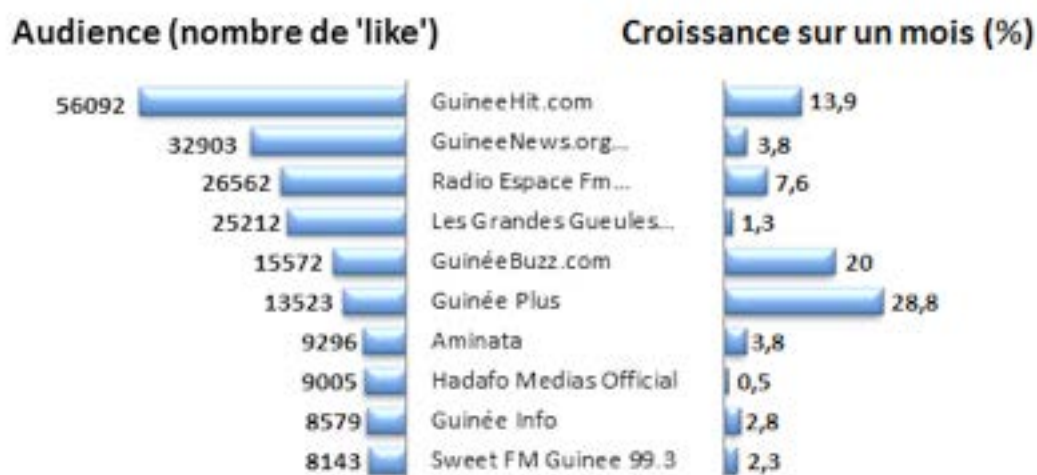 Audience (nombre de 'like') Croissance sur un mois (%)
56092 GuineeHit.com 13,9
32903 GuineeNews.org... 3,8
26562 Radio Espace Fm... 7,6
25212 Les Grandes Gueules... 1,3
15572 GuinéeBuzz.com 20
13523 Guinée Plus 28,8
9296 Aminata 3,8
9005 Hadafo Medias Official 0,5
8579 Guinée Info 2,8
8143 Sweet FM Guinee 99.3 2,3